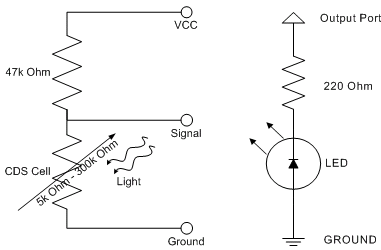 VCC
Output Port
47k Ohm
220 Ohm
Signal
CDS Cell
5k Ohm - 300k Ohm
Light
LED
Ground
GROUND